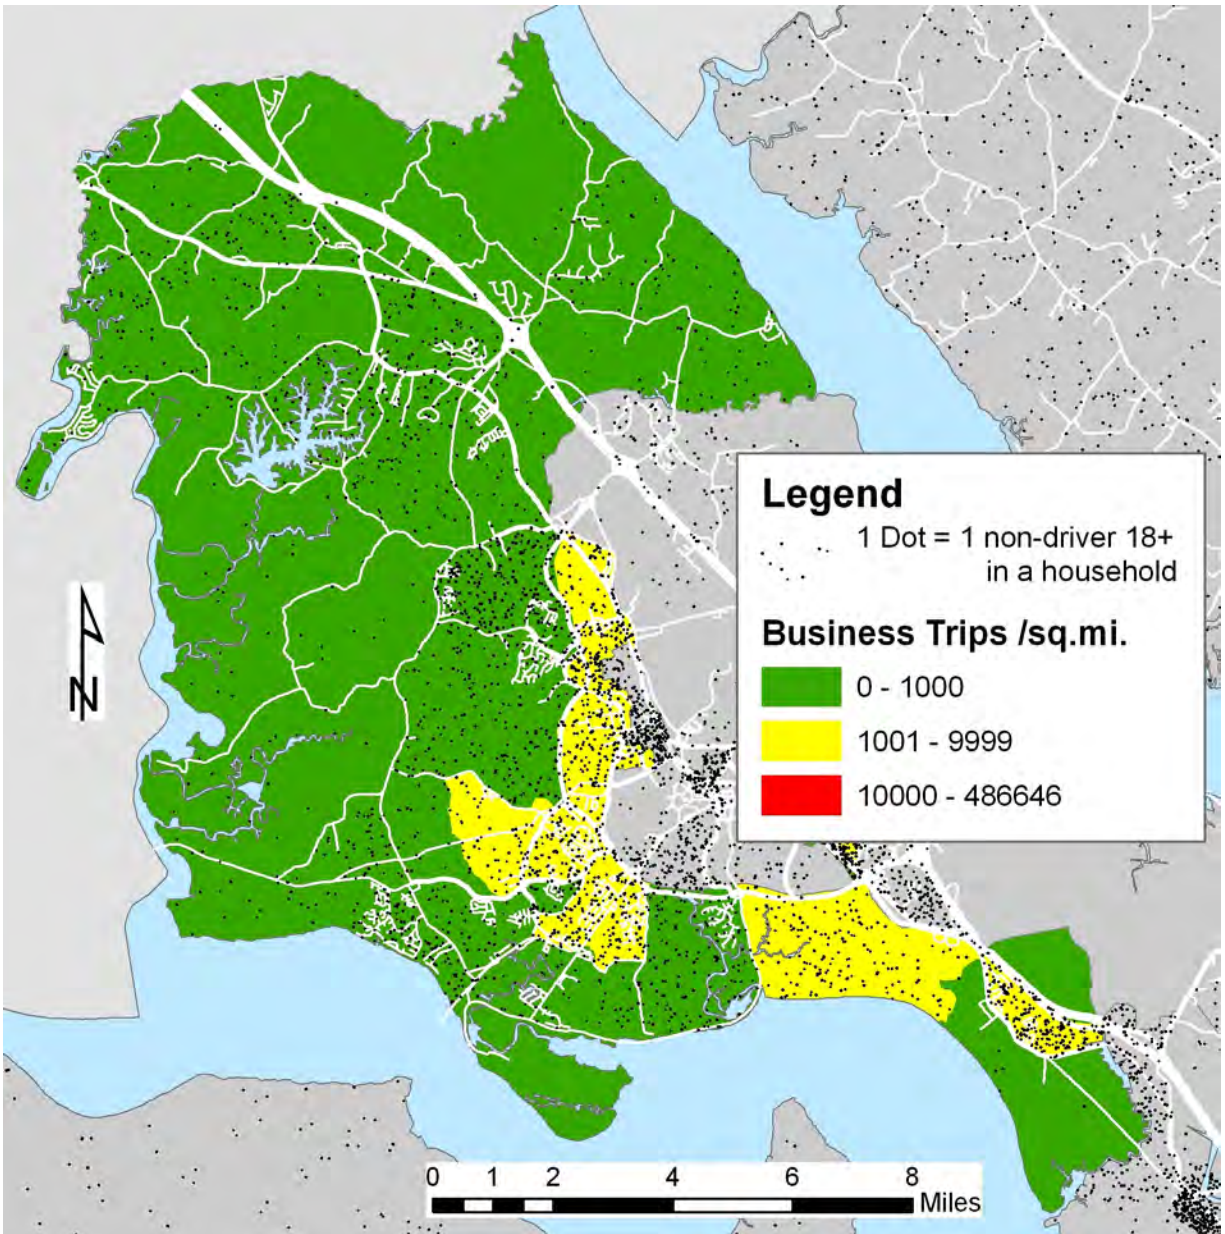 Legend
1 Dot = 1 non-driver 18+
in a household
Business Trips /sq.mi.
0 - 1000
1001 - 9999
10000 - 486646
N
0 1 2 4 6 8
Miles